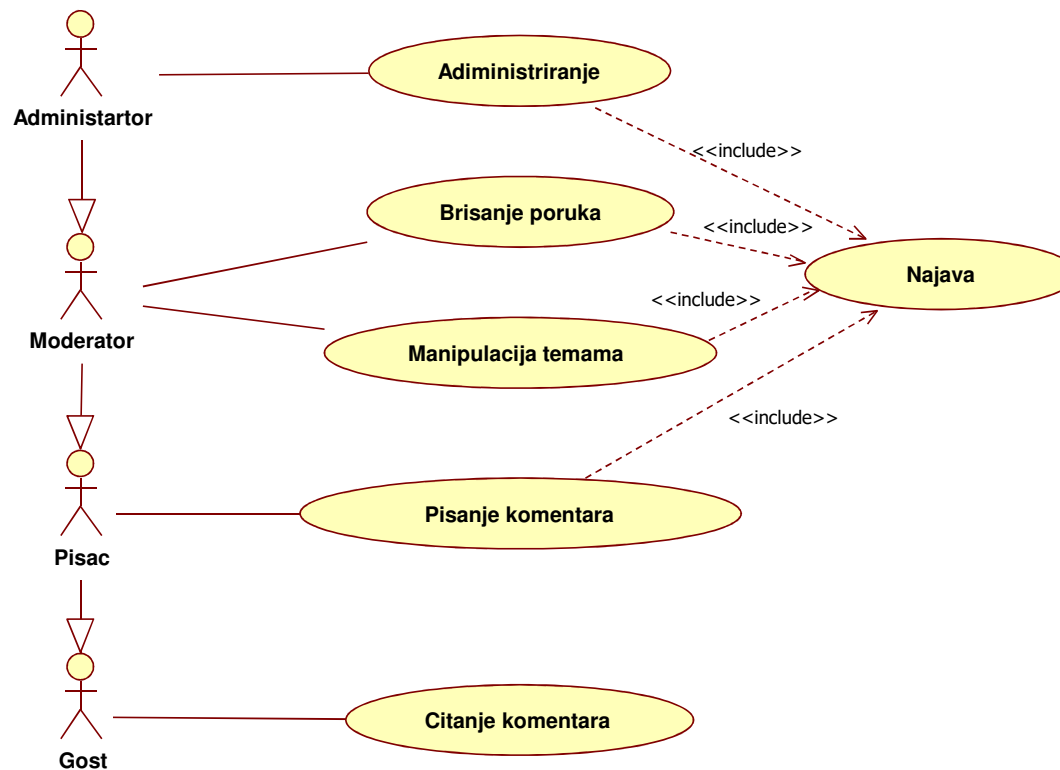 Adiministriranje
Administartor
<<include>>
Brisanje poruka
<<include>>
Najava
<<include>>
Moderator
Manipulacija temama
<<include>>
Pisanje komentara
Pisac
Citanje komentara
Gost